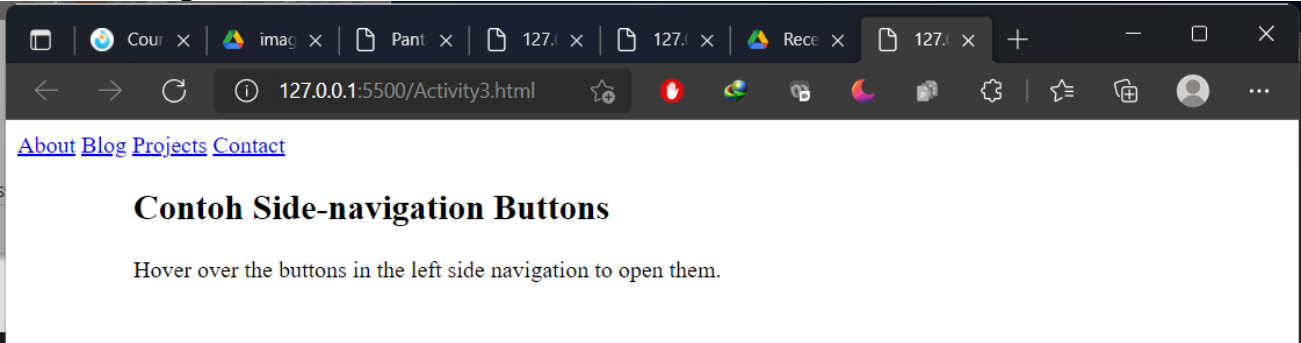 Cour imag Pant 127.( 127.( Rece 127.(
127.0.0.1:5500/Activity3.html
About Blog Projects Contact
Contoh Side-navigation Buttons
Hover over the buttons in the left side navigation to open them.